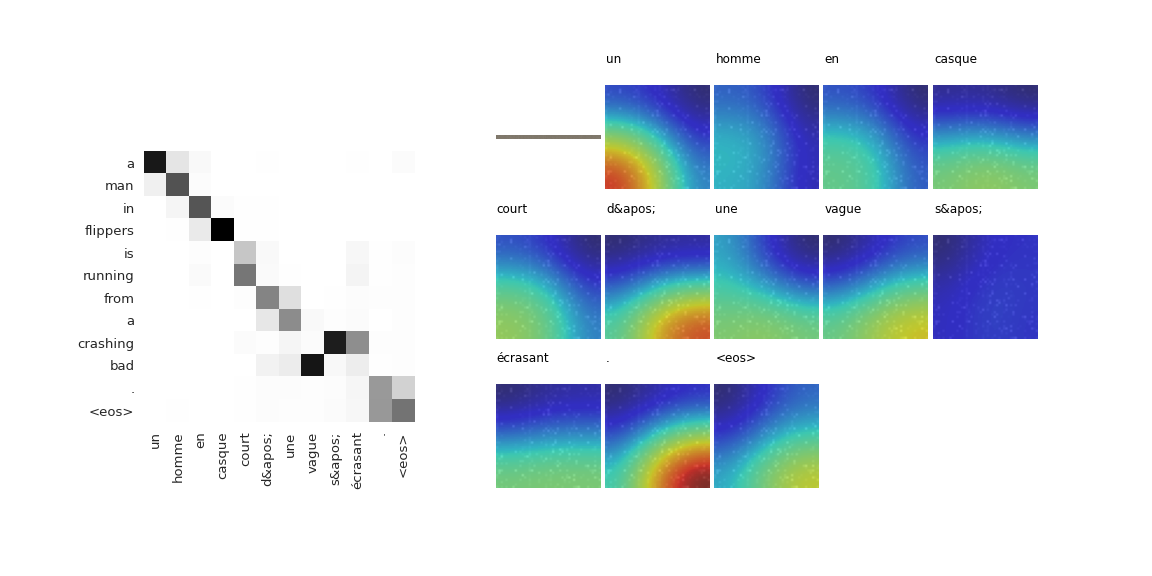 a
man
in
flippers
is
running
from
a
crashing
bad
.
<eos>
un
homme
en
casque
court
d&apos;
une
vague
s&apos;
écrasant
.
<eos>
un homme en casque
court d&apos; une vague s&apos;
écrasant . <eos>